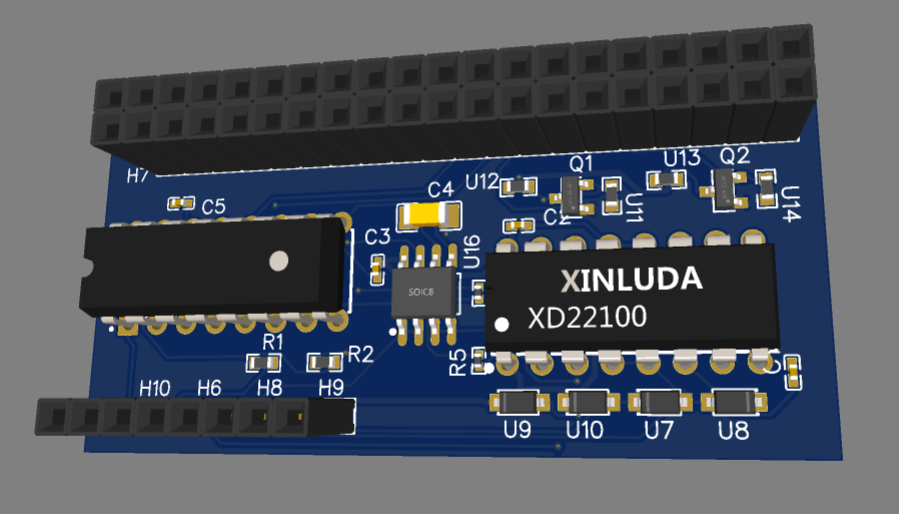 Q1
U13
Q2
H7
U12
C4
C5
C2
U11
U14
C3
U16
SOIC8
XINLUDA
XD22100
R1
R2
R5
H10
H6
H8
H9
U9
U10
U7
U8